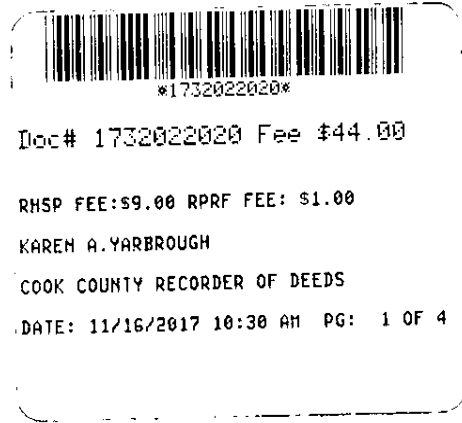 *1732022020*
Doc# 1732022020 Fee $44.00
RHSP FEE:$9.00 RPRF FEE: $1.00
KAREN A.YARBROUGH
COOK COUNTY RECORDER OF DEEDS
DATE: 11/16/2017 10:30 AM PG: 1 OF 4